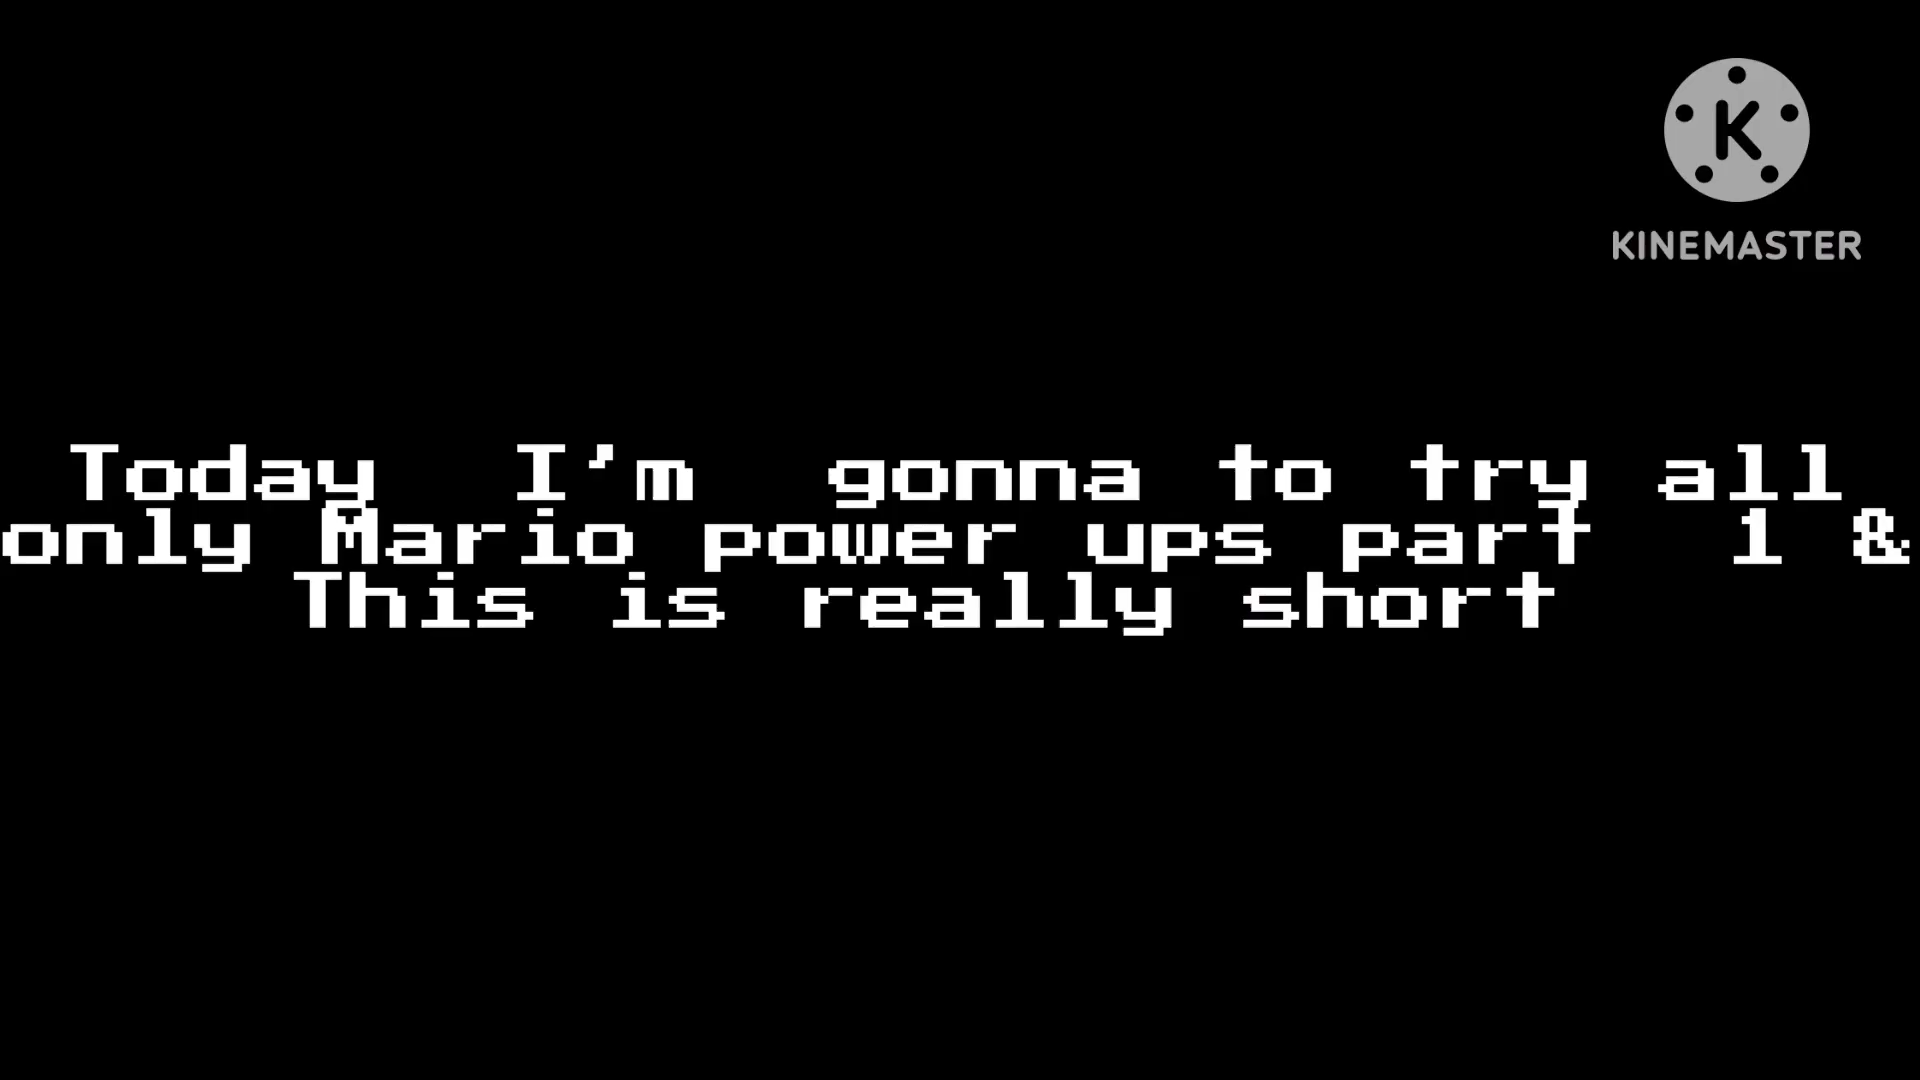 K
KINEMASTER
Today I'm gonna to try all
only Mario power ups part 1 &
This is really short